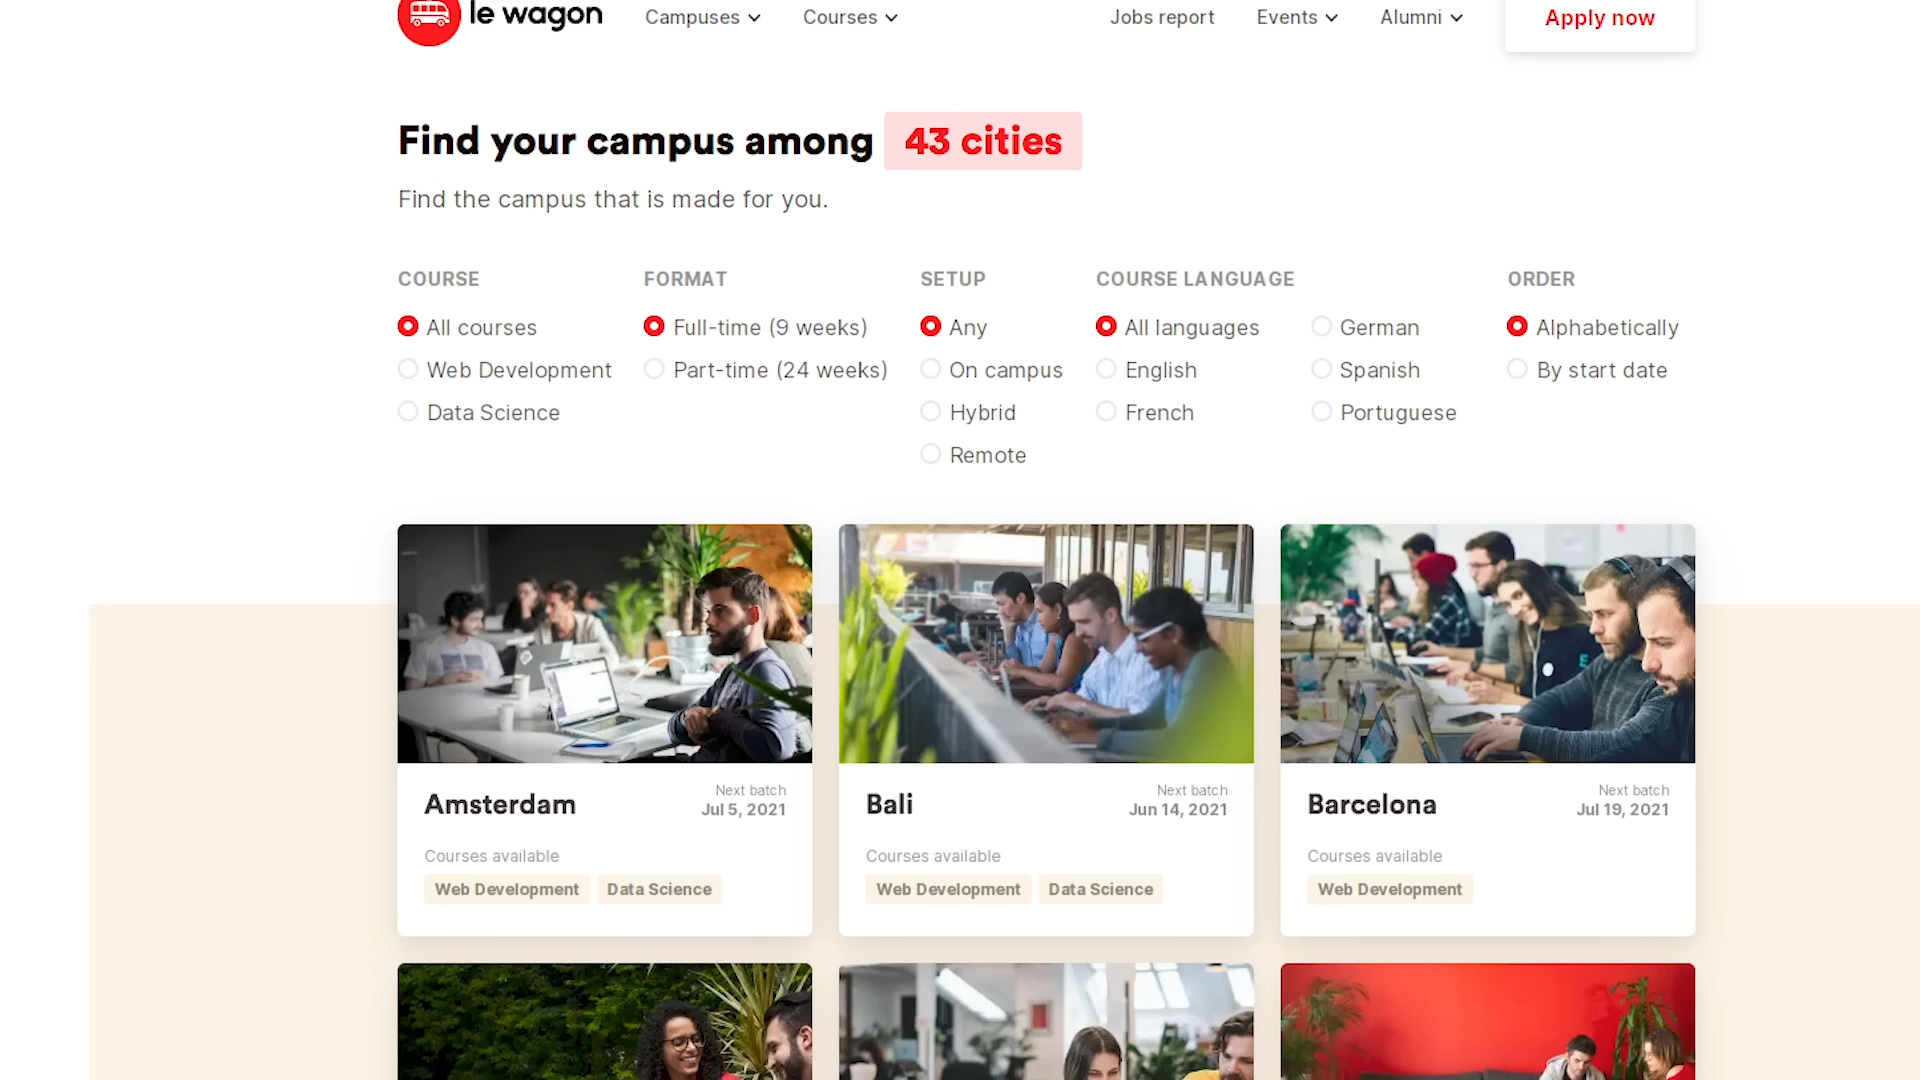 le wagon
Campuses
Courses
Jobs report
Events
Alumni
Apply now
Find your campus among 43 cities
Find the campus that is made for you.
COURSE
All courses
Web Development
Data Science
FORMAT
Full-time (9 weeks)
Part-time (24 weeks)
SETUP
Any
On campus
Hybrid
Remote
COURSE LANGUAGE
All languages
English
French
German
Spanish
Portuguese
ORDER
Alphabetically
By start date
Amsterdam
Next batch
Jul 5, 2021
Courses available
Web Development
Data Science
Bali
Next batch
Jun 14, 2021
Courses available
Web Development
Data Science
Barcelona
Next batch
Jul 19, 2021
Courses available
Web Development